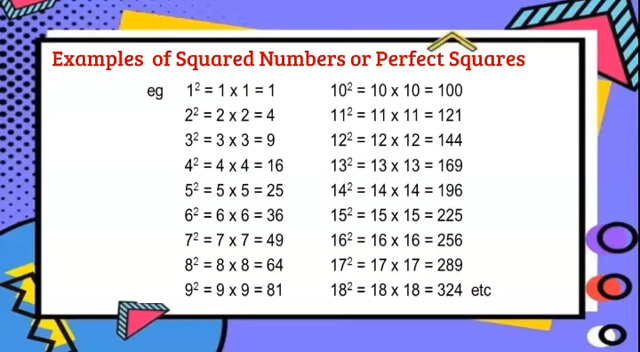 Examples of Squared Numbers or Perfect Squares
eg 1² = 1 x 1 = 1
2² = 2 x 2 = 4
3² = 3 x 3 = 9
4² = 4 x 4 = 16
5² = 5 x 5 = 25
6² = 6 x 6 = 36
7² = 7 x 7 = 49
8² = 8 x 8 = 64
9² = 9 x 9 = 81
10² = 10 x 10 = 100
11² = 11 x 11 = 121
12² = 12 x 12 = 144
13² = 13 x 13 = 169
14² = 14 x 14 = 196
15² = 15 x 15 = 225
16² = 16 x 16 = 256
17² = 17 x 17 = 289
18² = 18 x 18 = 324 etc